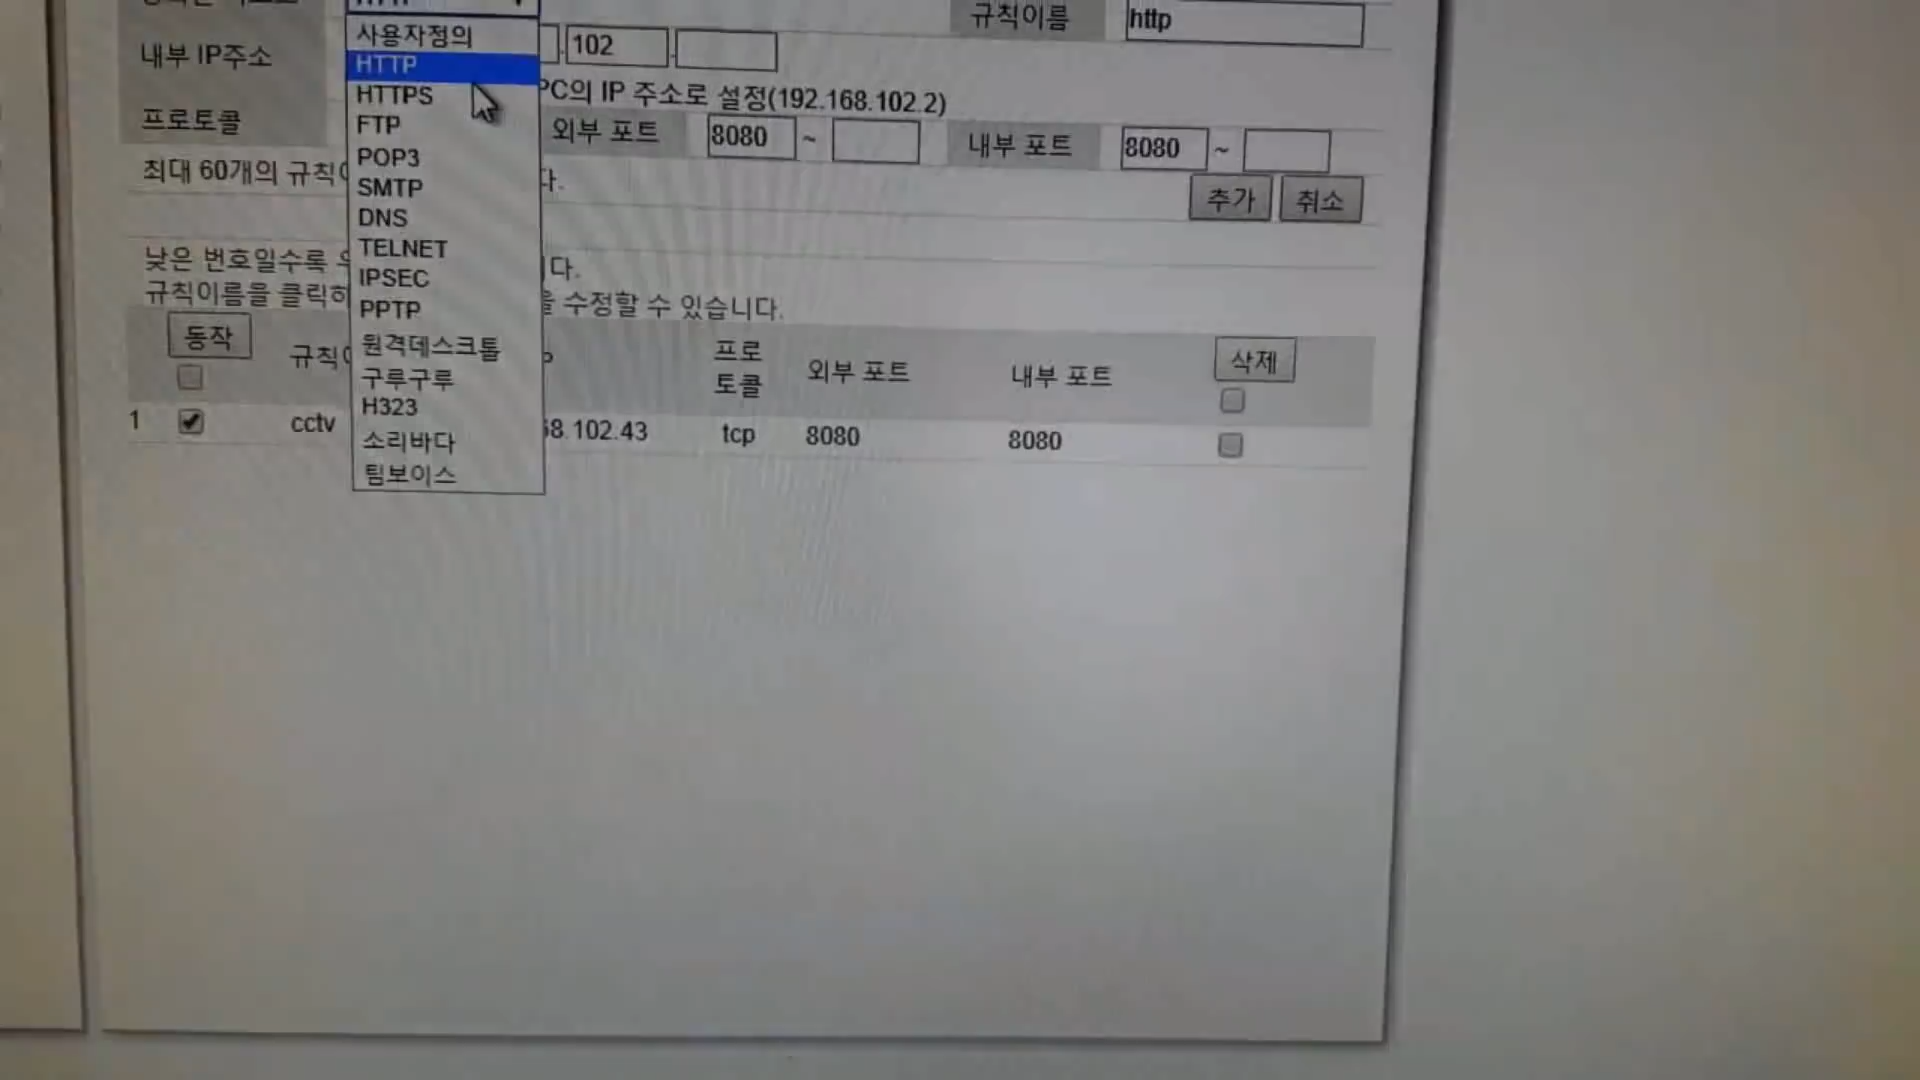 규칙이름 http
사용자정의
내부 IP주소 102
HTTP
HTTPS
PC의 IP 주소로 설정(192.168.102.2)
프로토콜 FTP 외부 포트 8080 ~ 내부 포트 8080 ~
POP3
최대 60개의 규칙 다.
SMTP
추가 취소
DNS
TELNET
낮은 번호일수록
IPSEC
규칙이름을 클릭하 을 수정할 수 있습니다.
PPTP
동작 원격데스크톱 프로토콜 외부 포트 내부 포트 삭제
구루구루
H323
1 cctv 68.102.43 tcp 8080 8080
소리바다
팀보이스